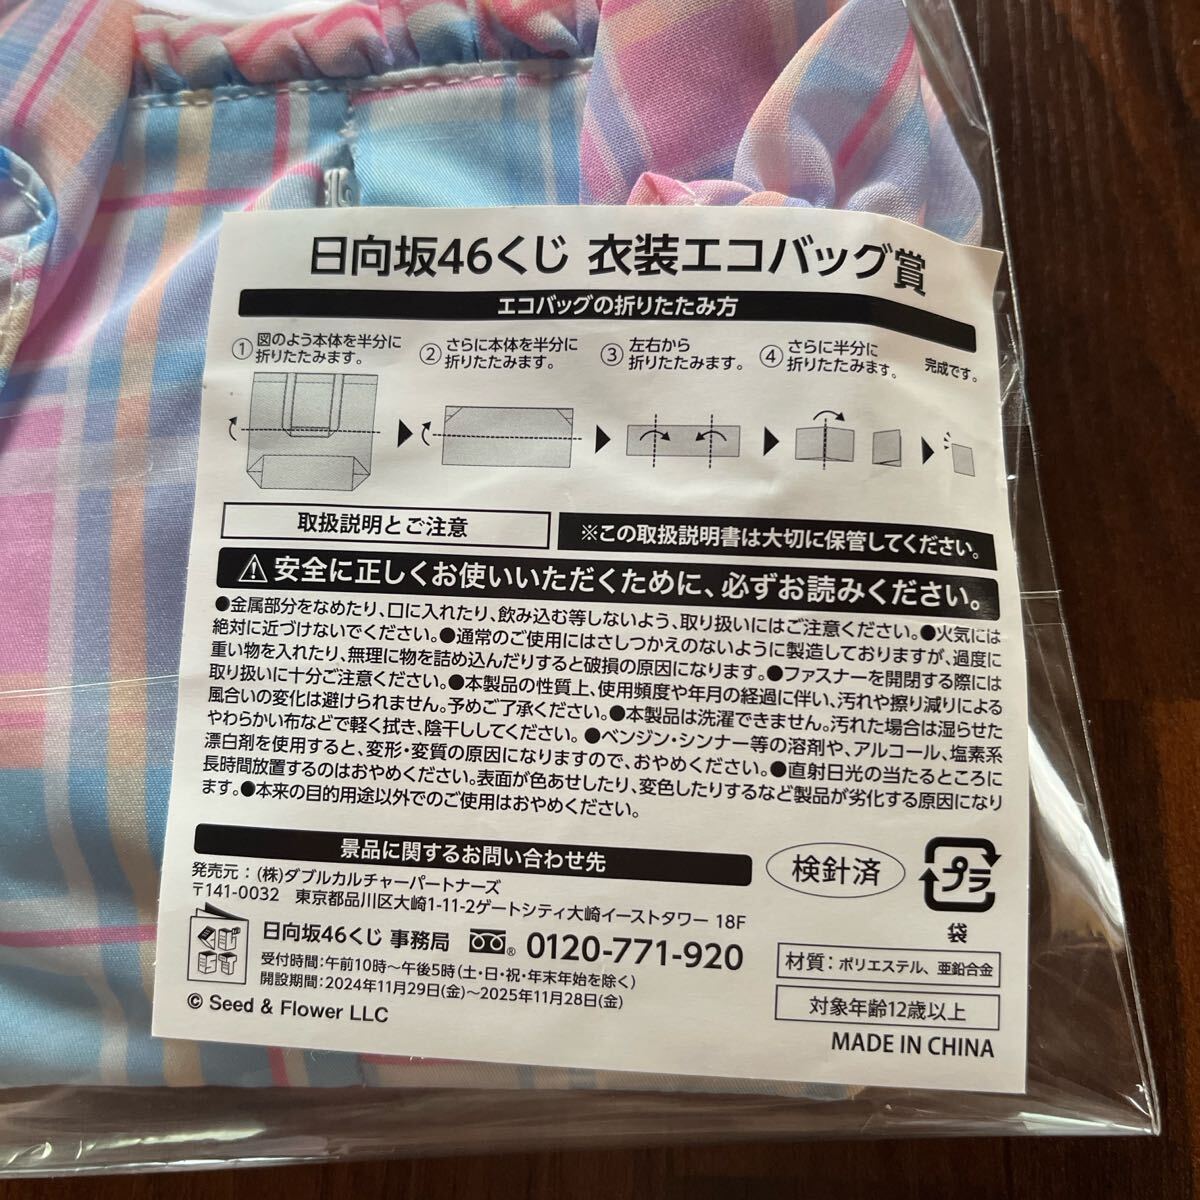 日向坂46くじ 衣装エコバッグ賞
エコバッグの折りたたみ方
① 図のよう本体を半分に
折りたたみます。
② さらに本体を半分に
折りたたみます。
③ 左右から
折りたたみます。
④ さらに半分に
折りたたみます。
完成です。
取扱説明とご注意
※この取扱説明書は大切に保管してください。
安全に正しくお使いいただくために、必ずお読みください。
●金属部分をなめたり、口に入れたり、飲み込む等しないよう、取り扱いにはご注意ください。●火気には
絶対に近づけないでください。●通常のご使用にはさしつかえのないように製造しておりますが、過度に
重い物を入れたり、無理に物を詰め込んだりすると破損の原因になります。●ファスナーを開閉する際には
取り扱いに十分ご注意ください。●本製品の性質上、使用頻度や年月の経過に伴い、汚れや擦り減りによる
風合いの変化は避けられません。予めご了承ください。●本製品は洗濯できません。汚れた場合は湿らせた
やわらかい布などで軽く拭き、陰干ししてください。●ベンジン・シンナー等の溶剤や、アルコール、塩素系
漂白剤を使用すると、変形・変質の原因になりますので、おやめください。●直射日光の当たるところに
長時間放置するのはおやめください。表面が色あせしたり、変色したりするなど製品が劣化する原因になり
ます。●本来の目的用途以外でのご使用はおやめください。
景品に関するお問い合わせ先
発売元：(株)ダブルカルチャーパートナーズ
〒141-0032 東京都品川区大崎1-11-2ゲートシティ大崎イーストタワー 18F
日向坂46くじ 事務局 ® 0120-771-920
受付時間：午前10時〜午後5時(土・日・祝・年末年始を除く)
開設期間：2024年11月29日(金)〜2025年11月28日(金)
© Seed & Flower LLC
検針済
プラ
袋
材質：ポリエステル、亜鉛合金
対象年齢12歳以上
MADE IN CHINA